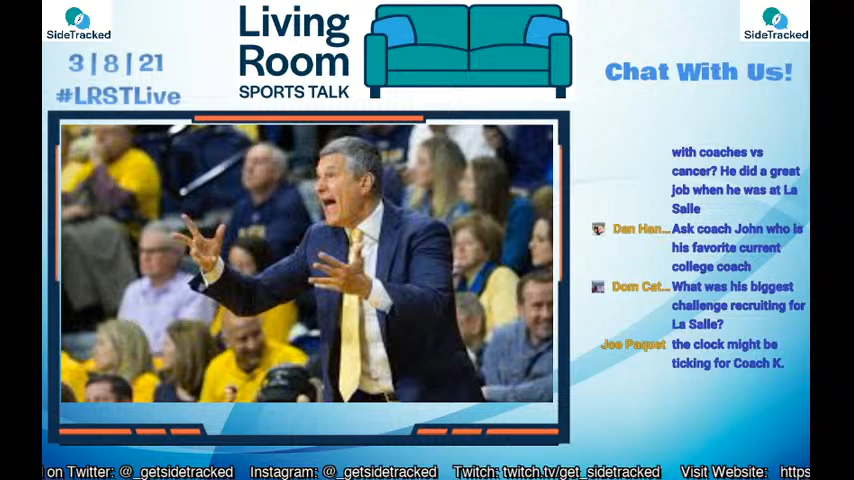 SideTracked
3 | 8 | 21
#LRSTLive
Living
Room
SPORTS TALK
SideTracked
Chat With Us!
with coaches vs
cancer? He did a great
job when he was at La
Salle
Dan Han... Ask coach John who is
his favorite current
college coach
Dom Cat... What was his biggest
challenge recruiting for
La Salle?
Joe Paquet the clock might be
ticking for Coach K.
on Twitter: @_getsidetracked Instagram: @_getsidetracked Twitch: twitch.tv/get_sidetracked Visit Website: https